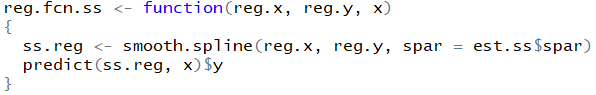 reg.fcn.ss <- function(reg.x, reg.y, x)
{
  ss.reg <- smooth.spline(reg.x, reg.y, spar = est.ss$spar)
  predict(ss.reg, x)$y
}